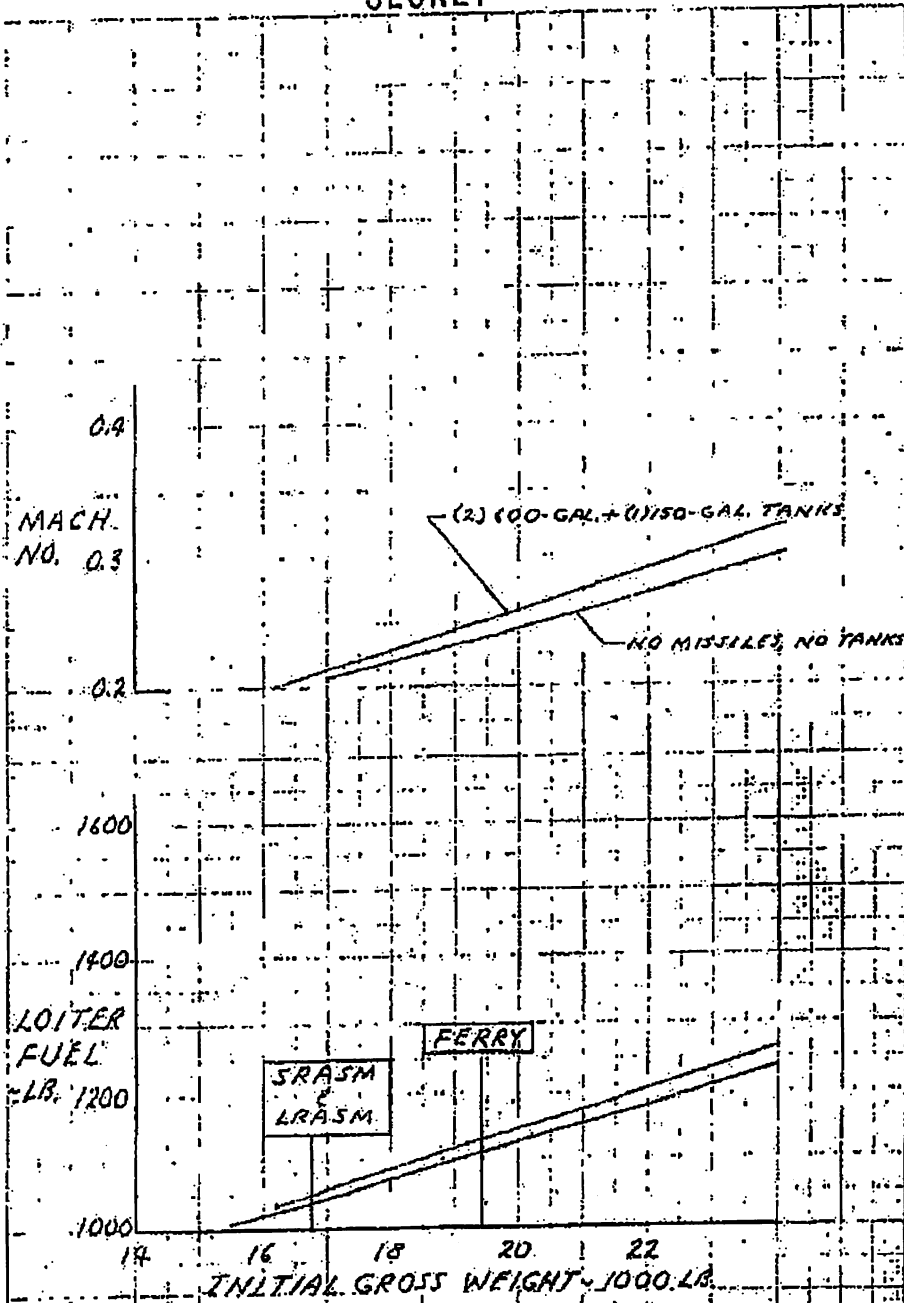 SECRET
0.4
MACH
NO.
0.3
(2) 600-GAL. + (1) 150-GAL. TANKS
NO MISSILES, NO TANKS
0.2
1600
1400
LOITER
FUEL
~LB.
1200
FERRY
SRASM
&
LRASM
1000
14 16 18 20 22
INITIAL GROSS WEIGHT ~ 1000 LB.